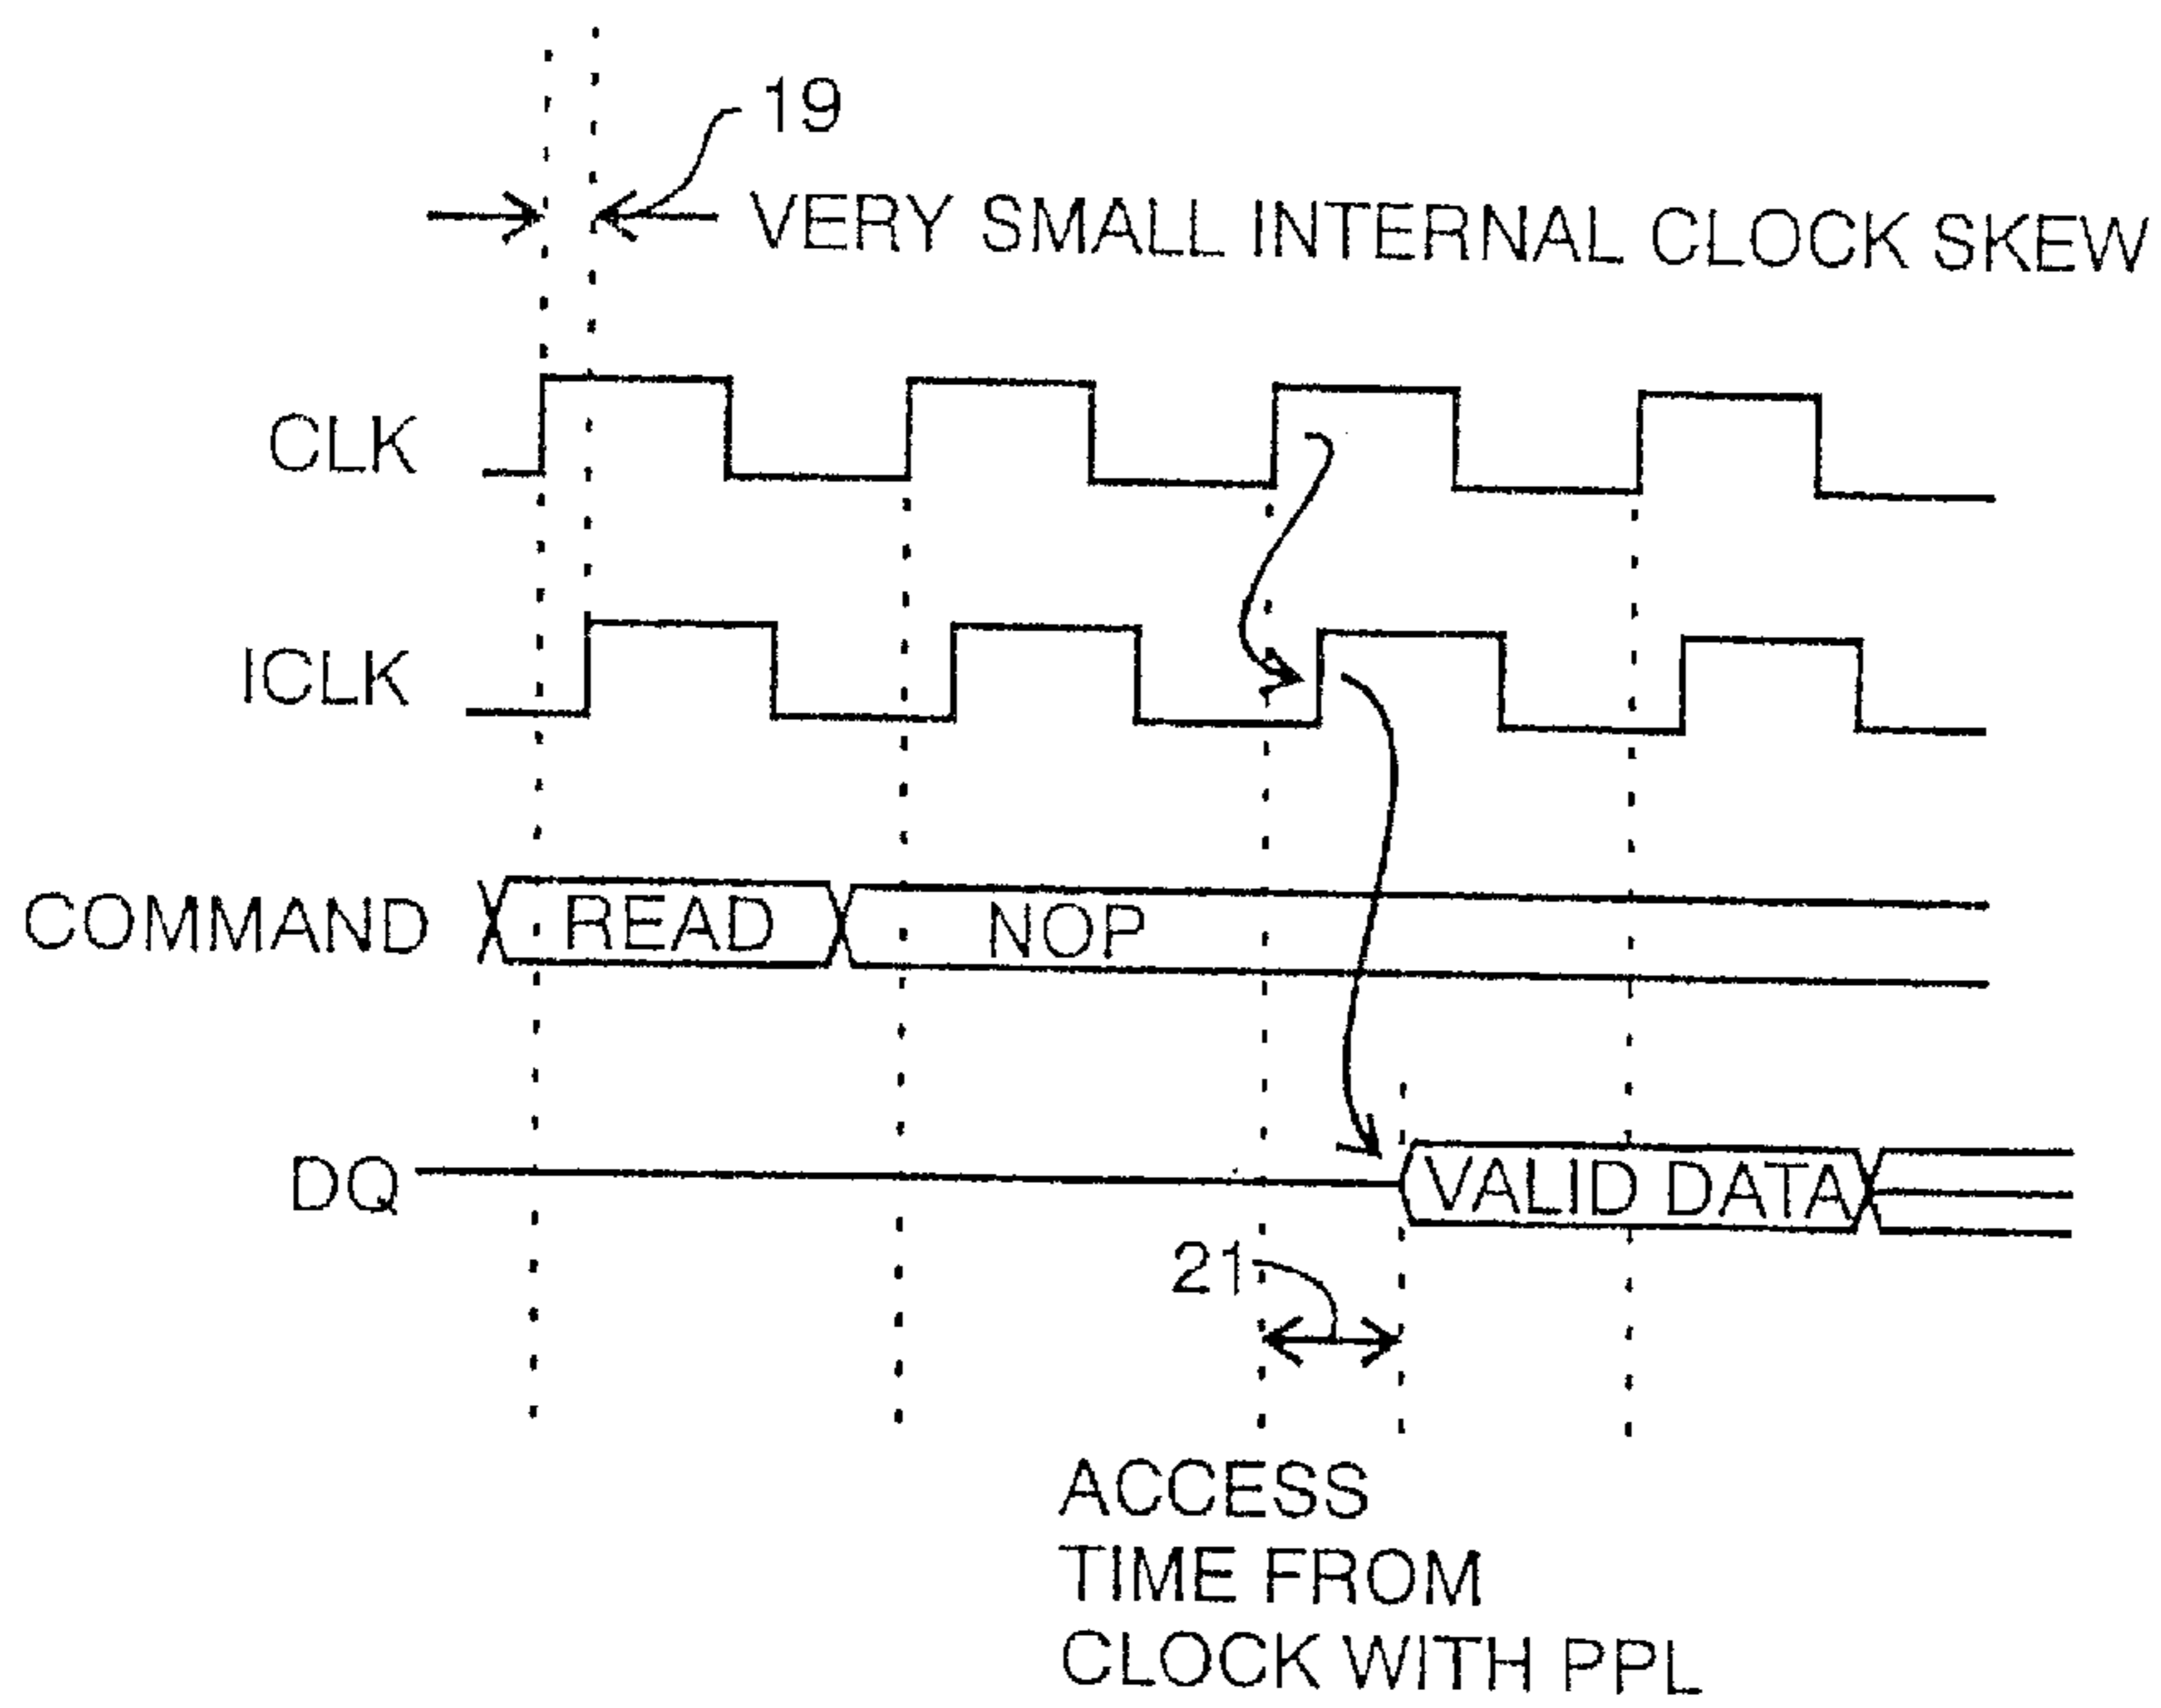 19
VERY SMALL INTERNAL CLOCK SKEW
CLK
ICLK
COMMAND READ NOP
DQ VALID DATA
21
ACCESS
TIME FROM
CLOCK WITH PPL